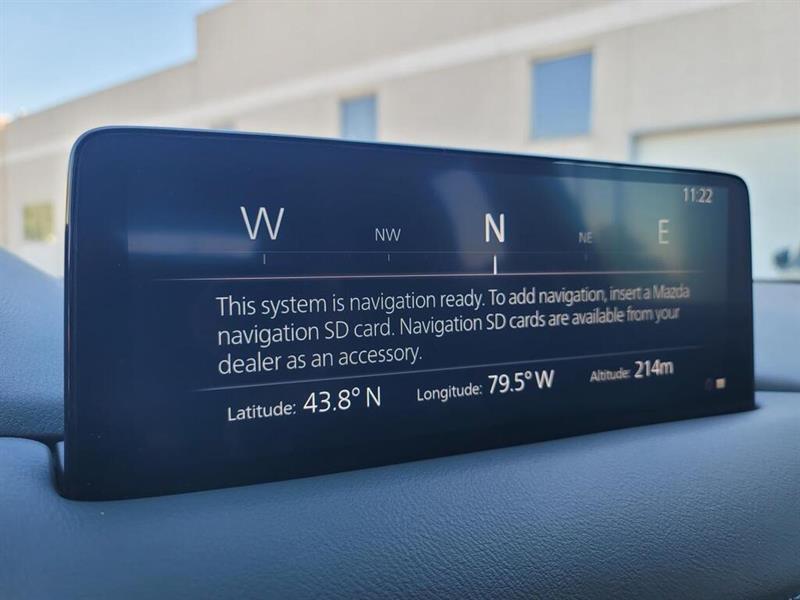 11:22
W NW N NE E
This system is navigation ready. To add navigation, insert a Mazda
navigation SD card. Navigation SD cards are available from your
dealer as an accessory.
Latitude: 43.8° N Longitude: 79.5° W Altitude: 214m